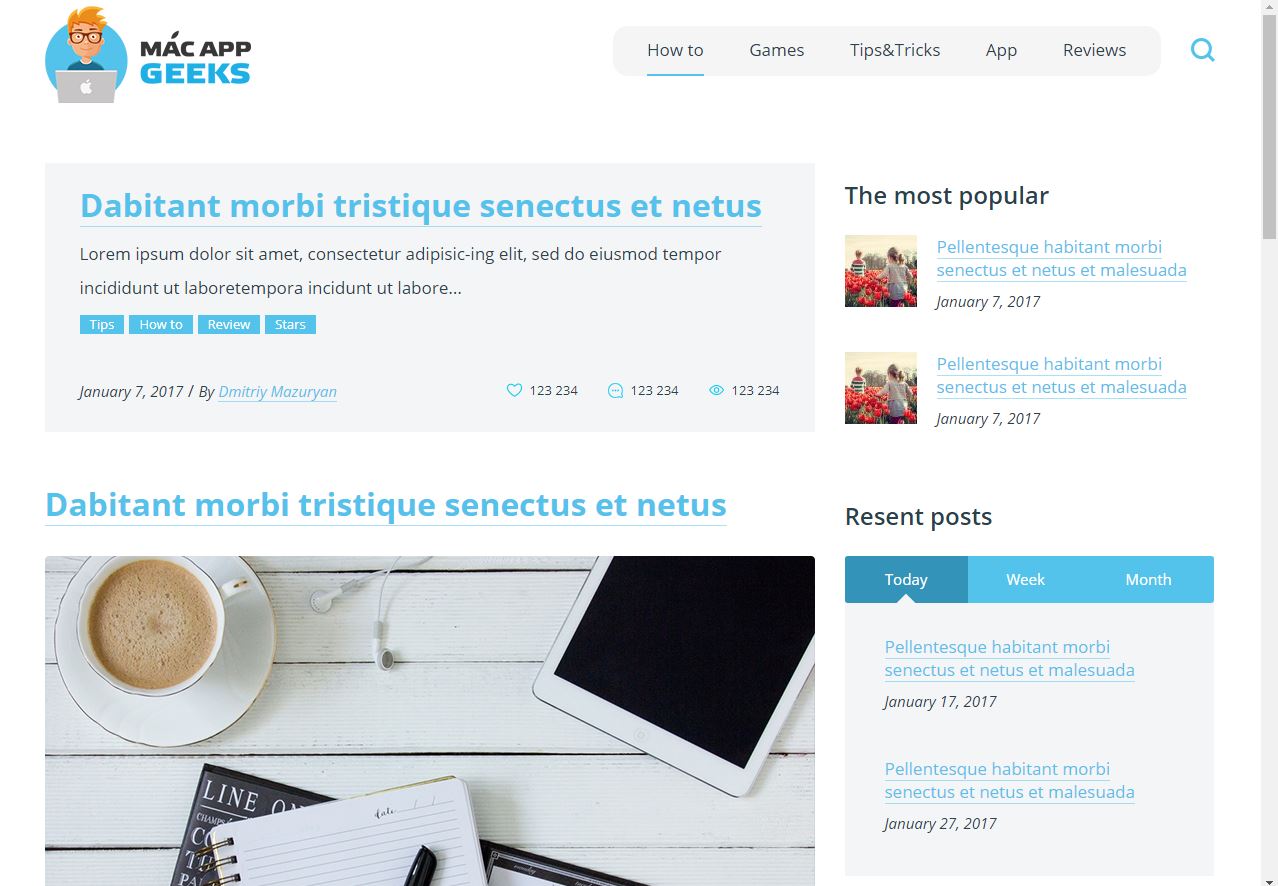 MÁC APP
GEEKS
How to
Games
Tips&Tricks
App
Reviews
Dabitant morbi tristique senectus et netus
Lorem ipsum dolor sit amet, consectetur adipisic-ing elit, sed do eiusmod tempor
incididunt ut laboretempora incidunt ut labore...
Tips
How to
Review
Stars
January 7, 2017 / By Dmitriy Mazuryan
123 234
123 234
123 234
The most popular
Pellentesque habitant morbi
senectus et netus et malesuada
January 7, 2017
Pellentesque habitant morbi
senectus et netus et malesuada
January 7, 2017
Dabitant morbi tristique senectus et netus
LINE ON
CHAMPS
date / /
Resent posts
Today
Week
Month
Pellentesque habitant morbi
senectus et netus et malesuada
January 17, 2017
Pellentesque habitant morbi
senectus et netus et malesuada
January 27, 2017